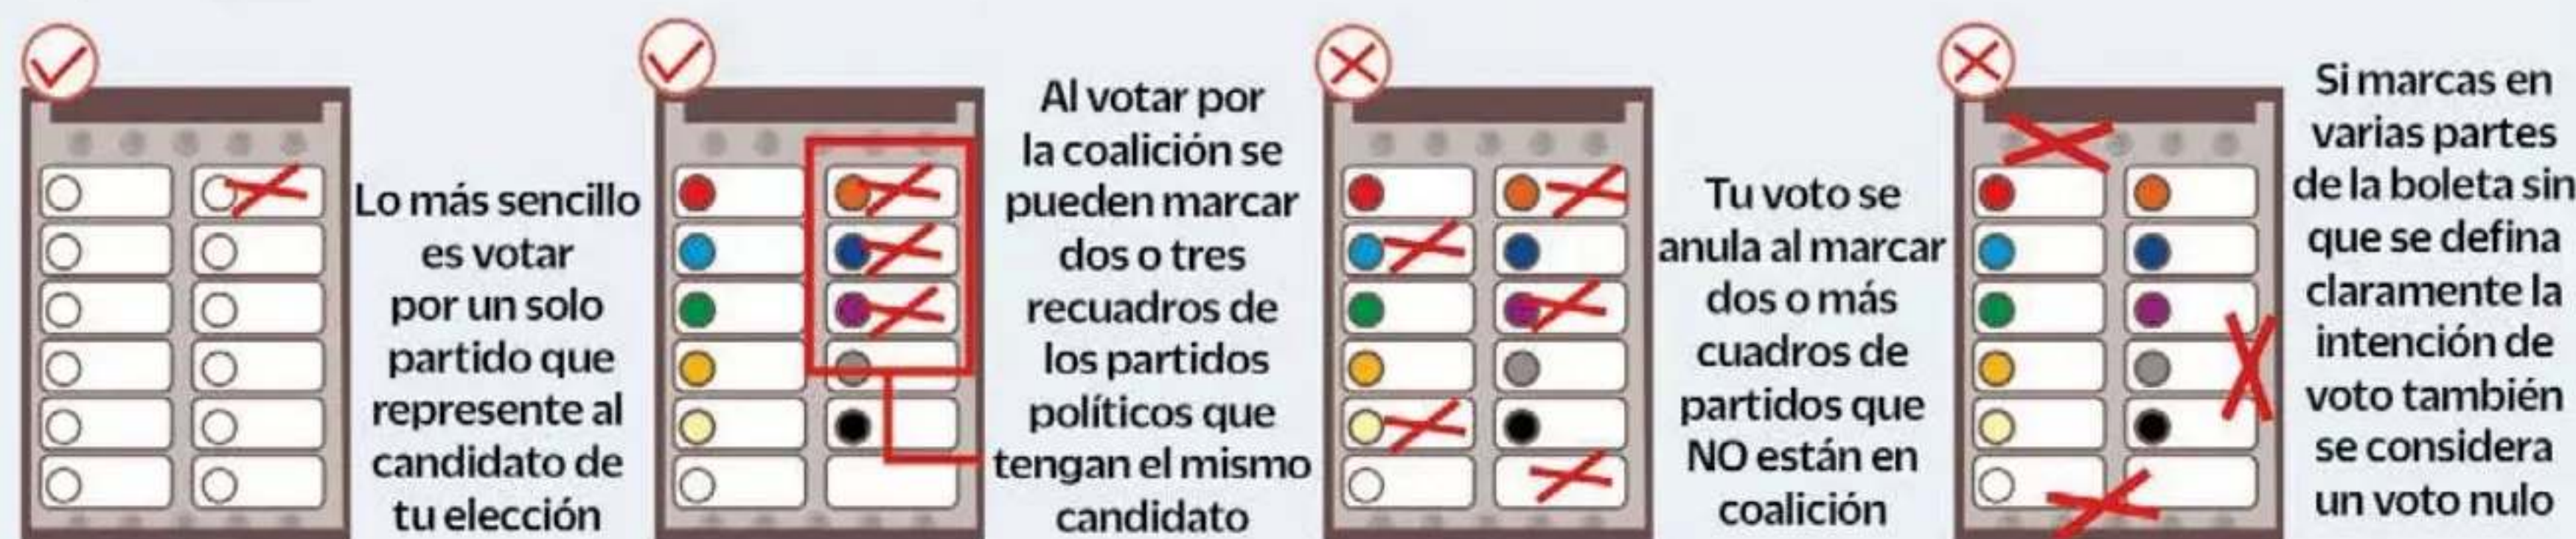 Lo más sencillo
es votar
por un solo
partido que
represente al
candidato de
tu elección
Al votar por
la coalición se
pueden marcar
dos o tres
recuadros de
los partidos
políticos que
tengan el mismo
candidato
Tu voto se
anula al marcar
dos o más
cuadros de
partidos que
NO están en
coalición
Si marcas en
varias partes
de la boleta sin
que se defina
claramente la
intención de
voto también
se considera
un voto nulo